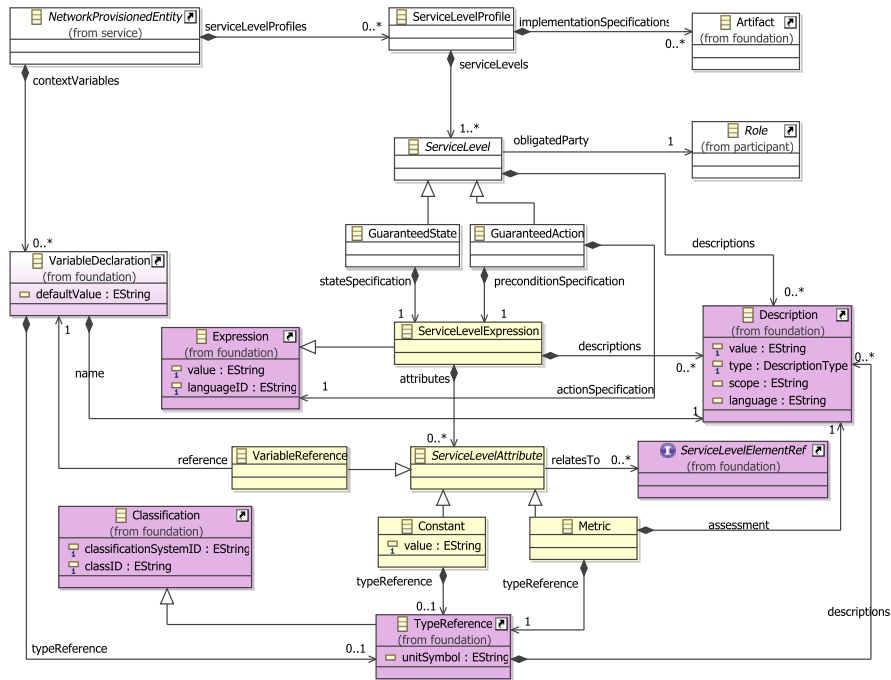 NetworkProvisionedEntity
(from service)
serviceLevelProfiles
0..*
ServiceLevelProfile
implementationSpecifications
0..*
Artifact
(from foundation)
contextVariables
serviceLevels
1..*
ServiceLevel
obligatedParty
1
Role
(from participant)
0..*
GuaranteedState
GuaranteedAction
descriptions
0..*
VariableDeclaration
(from foundation)
defaultValue : EString
stateSpecification
preconditionSpecification
1
1
1
name
Expression
(from foundation)
value : EString
languageID : EString
1
ServiceLevelExpression
descriptions
0..*
attributes
actionSpecification
Description
(from foundation)
value : EString
type : DescriptionType
scope : EString
language : EString
0..*
1
1
0..*
reference
VariableReference
ServiceLevelAttribute
relatesTo
0..*
ServiceLevelElementRef
(from foundation)
Classification
(from foundation)
classificationSystemID : EString
classID : EString
Constant
value : EString
Metric
assessment
typeReference
typeReference
0..1
1
descriptions
TypeReference
(from foundation)
unitSymbol : EString
typeReference
0..1